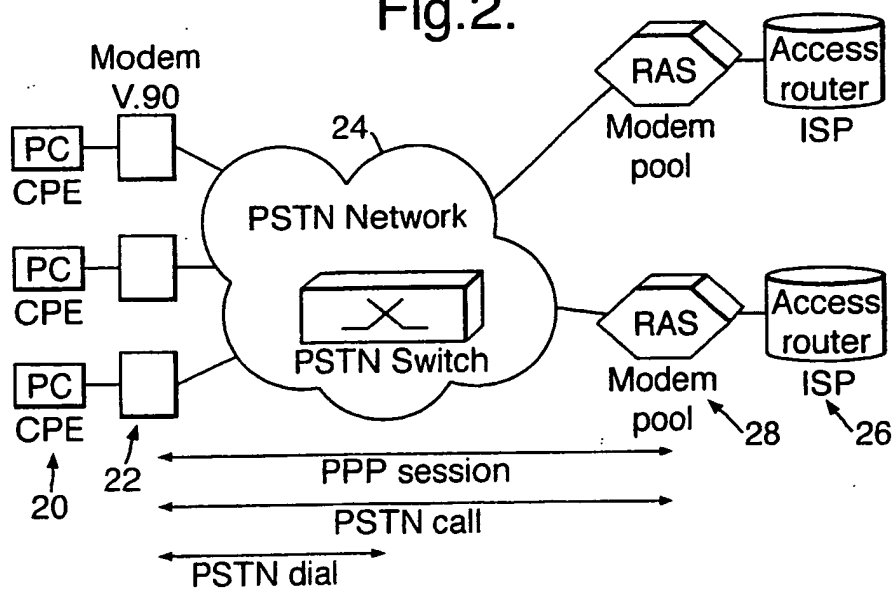 Fig.2.
Modem
V.90
PC
CPE
PC
CPE
PC
CPE
20
22
24
PSTN Network
PSTN Switch
RAS
Modem
pool
Access
router
ISP
RAS
Modem
pool
28
Access
router
ISP
26
PPP session
PSTN call
PSTN dial